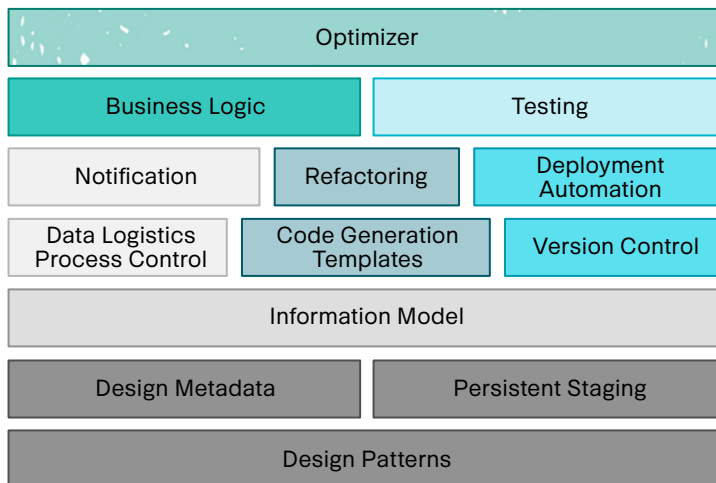 Optimizer
Business Logic
Testing
Notification
Refactoring
Deployment
Automation
Data Logistics
Process Control
Code Generation
Templates
Version Control
Information Model
Design Metadata
Persistent Staging
Design Patterns